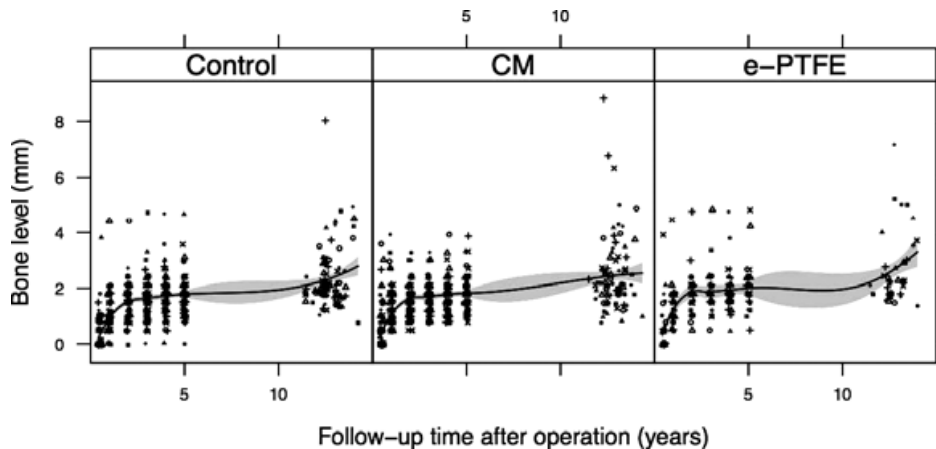 5 10
Control CM e-PTFE
Bone level (mm)
8
6
4
2
0
5 10 5 10
Follow-up time after operation (years)